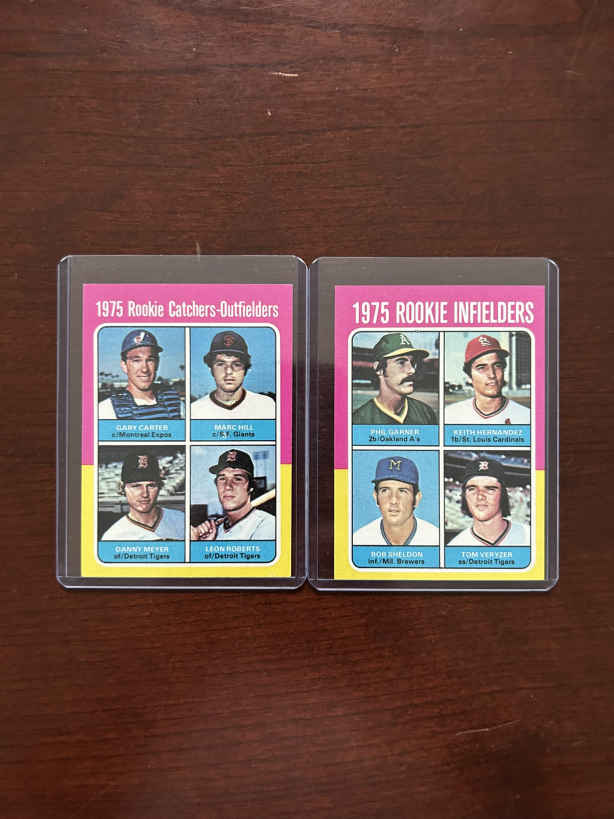 1975 Rookie Catchers-Outfielders
GARY CARTER
c/Montreal Expos
MARC HILL
c/S.F. Giants
DANNY MEYER
of/Detroit Tigers
LEON ROBERTS
of/Detroit Tigers
1975 ROOKIE INFIELDERS
PHIL GARNER
2b/Oakland A's
KEITH HERNANDEZ
1b/St. Louis Cardinals
BOB SHELDON
inf./Mil. Brewers
TOM VERYZER
ss/Detroit Tigers